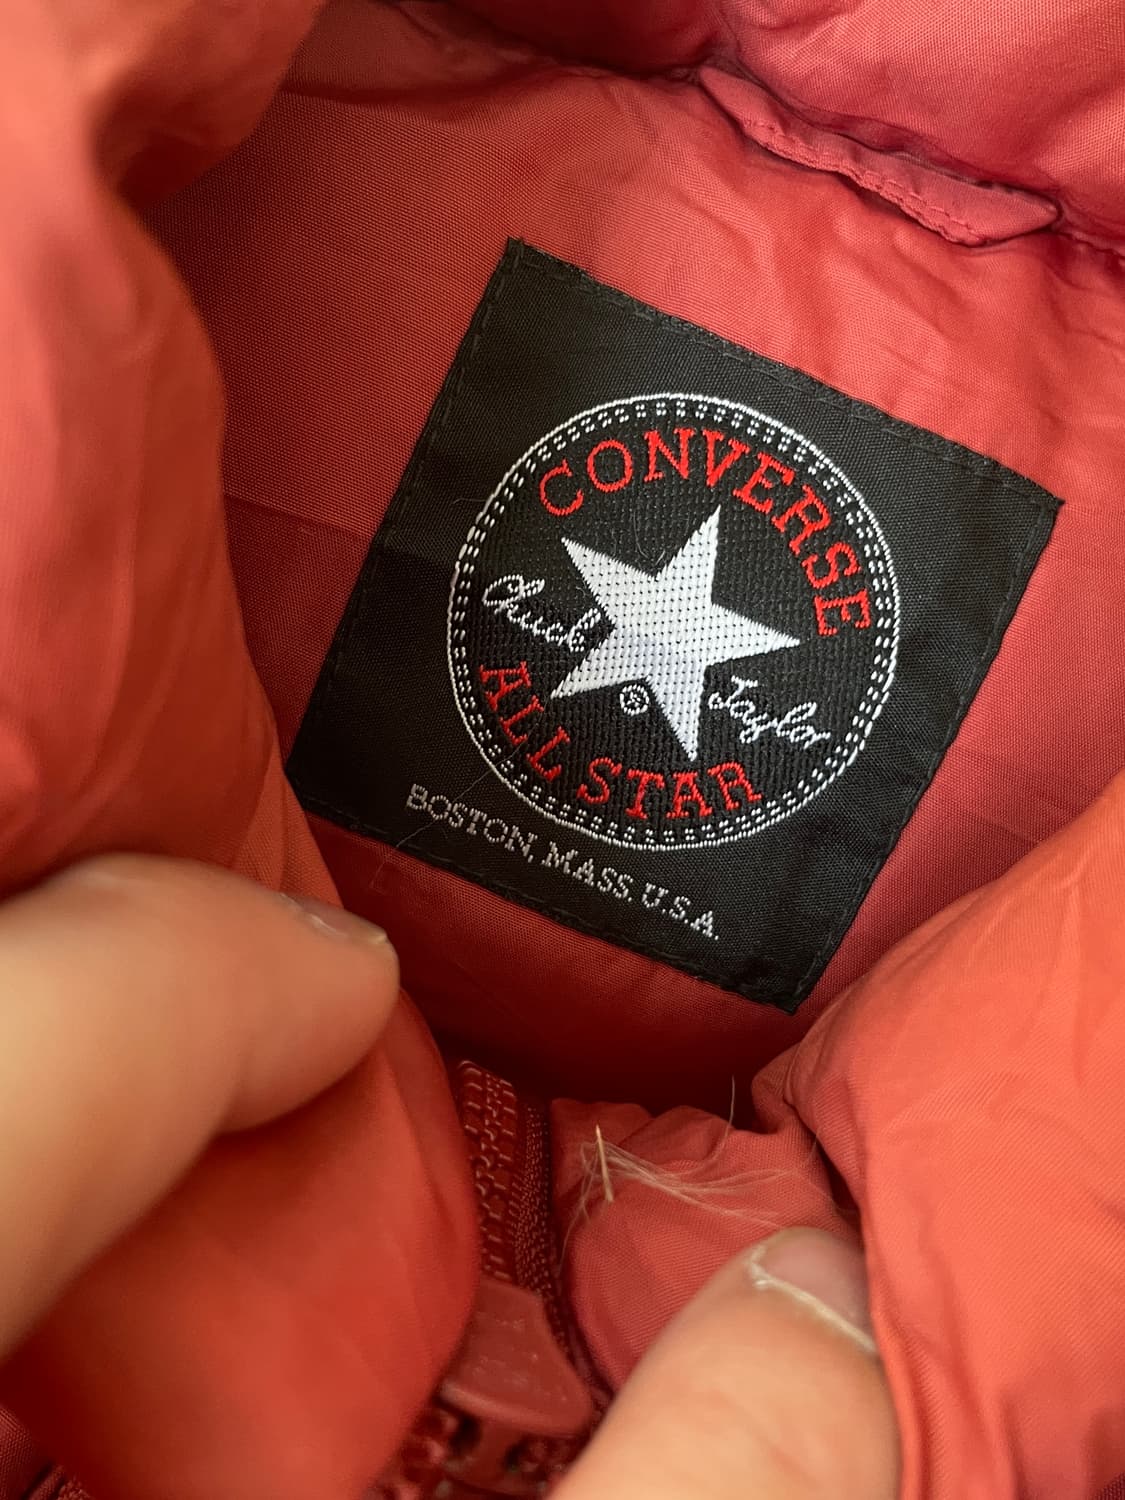 CONVERSE
Chuck Taylor
®
ALL STAR
BOSTON, MASS. U.S.A.